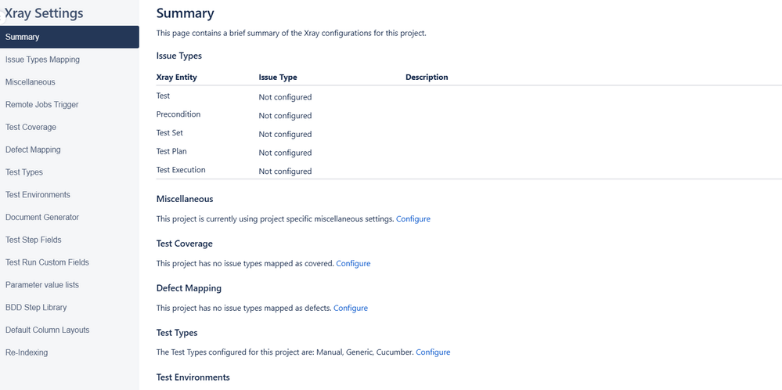 Xray Settings
Summary
Issue Types Mapping
Miscellaneous
Remote Jobs Trigger
Test Coverage
Defect Mapping
Test Types
Test Environments
Document Generator
Test Step Fields
Test Run Custom Fields
Parameter value lists
BDD Step Library
Default Column Layouts
Re-Indexing
Summary
This page contains a brief summary of the Xray configurations for this project.
Issue Types
Xray Entity Issue Type Description
Test Not configured
Precondition Not configured
Test Set Not configured
Test Plan Not configured
Test Execution Not configured
Miscellaneous
This project is currently using project specific miscellaneous settings. Configure
Test Coverage
This project has no issue types mapped as covered. Configure
Defect Mapping
This project has no issue types mapped as defects. Configure
Test Types
The Test Types configured for this project are: Manual, Generic, Cucumber. Configure
Test Environments